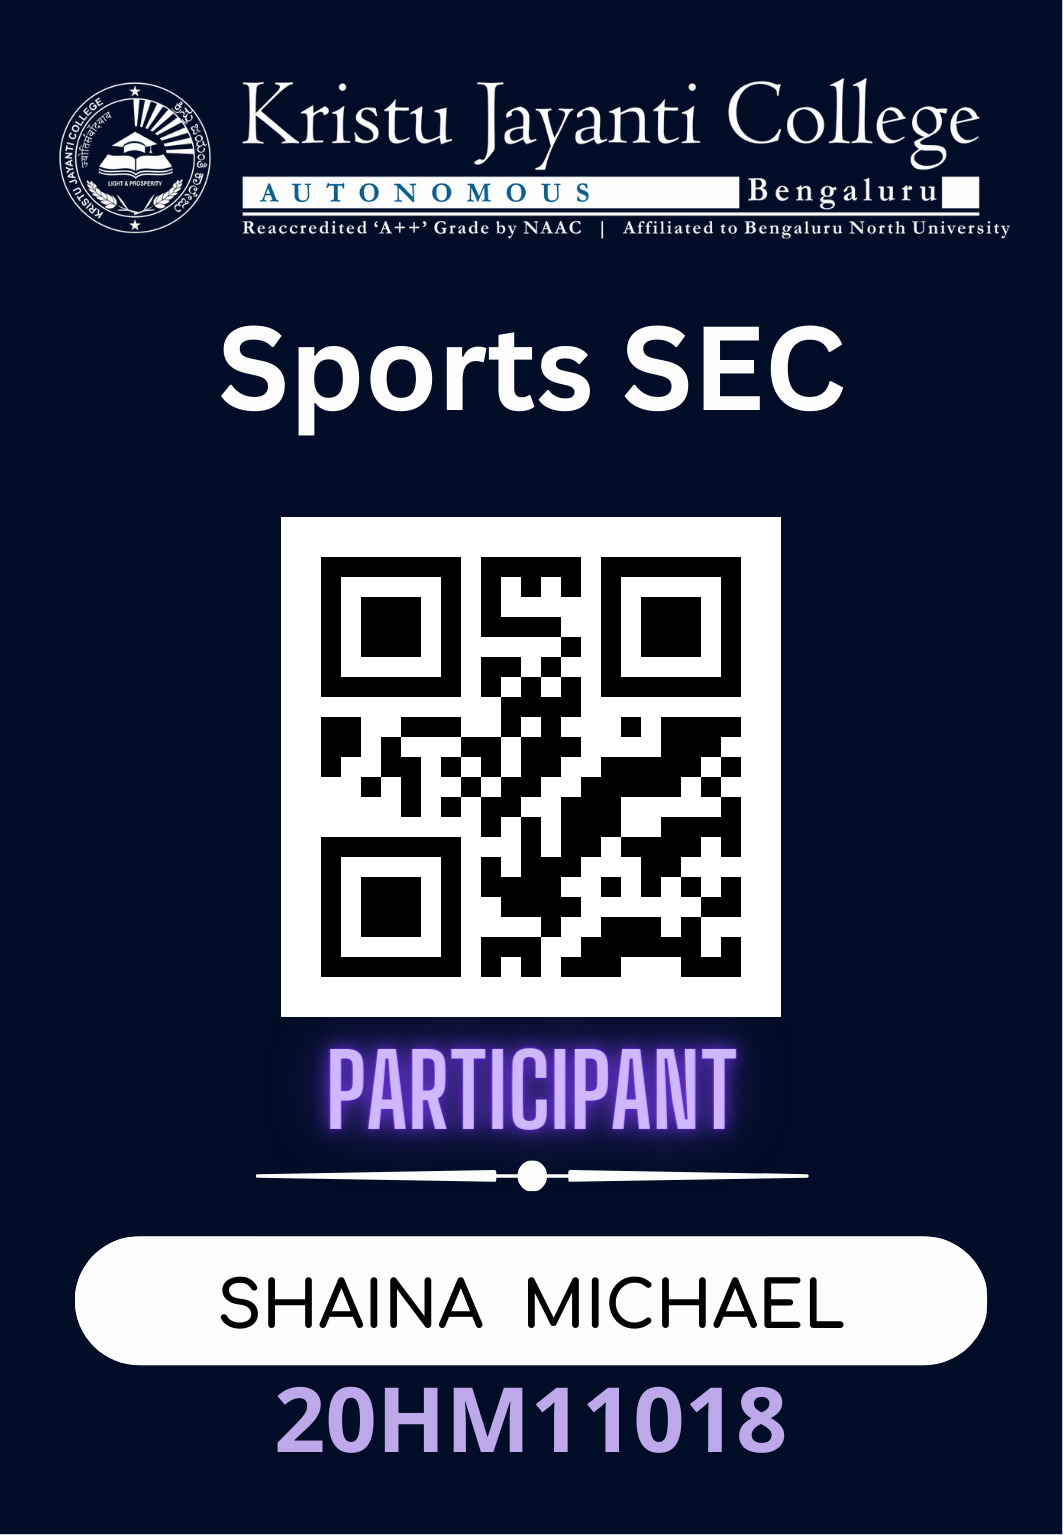 Kristu Jayanti College
AUTONOMOUS Bengaluru
Reaccredited ‘A++’ Grade by NAAC | Affiliated to Bengaluru North University
KRISTU JAYANTI COLLEGE
LIGHT & PROSPERITY
Sports SEC
PARTICIPANT
SHAINA MICHAEL
20HM11018